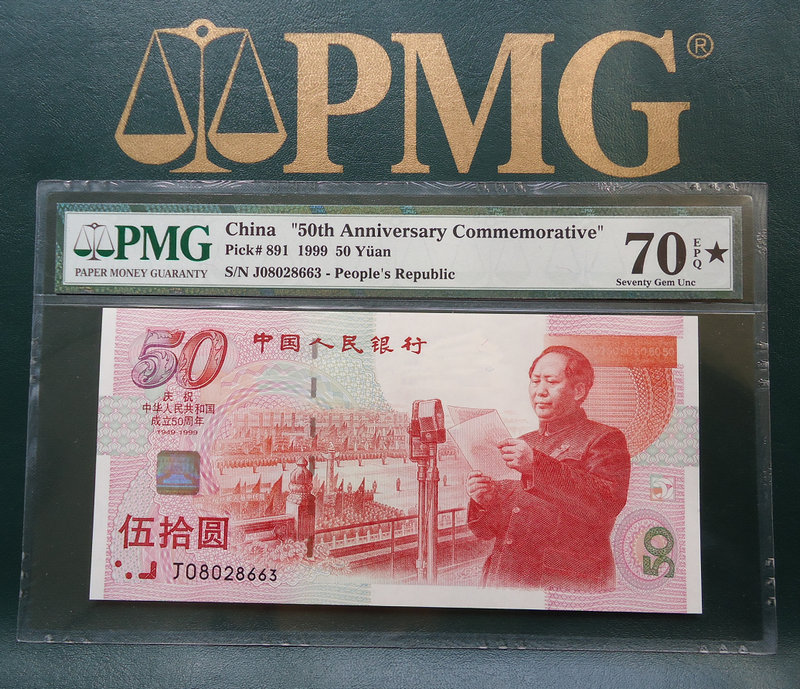 PMG®
PMG
PAPER MONEY GUARANTY
China "50th Anniversary Commemorative"
Pick# 891 1999 50 Yüan
S/N J08028663 - People's Republic
70 EPQ ★
Seventy Gem Unc
50
中国人民银行
庆祝
中华人民共和国
成立50周年
1949-1999
伍拾圆
J08028663
50